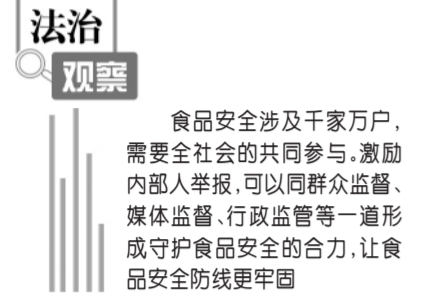 法治
观察
食品安全涉及千家万户，
需要全社会的共同参与。激励
内部人举报，可以同群众监督、
媒体监督、行政监管等一道形
成守护食品安全的合力，让食
品安全防线更牢固